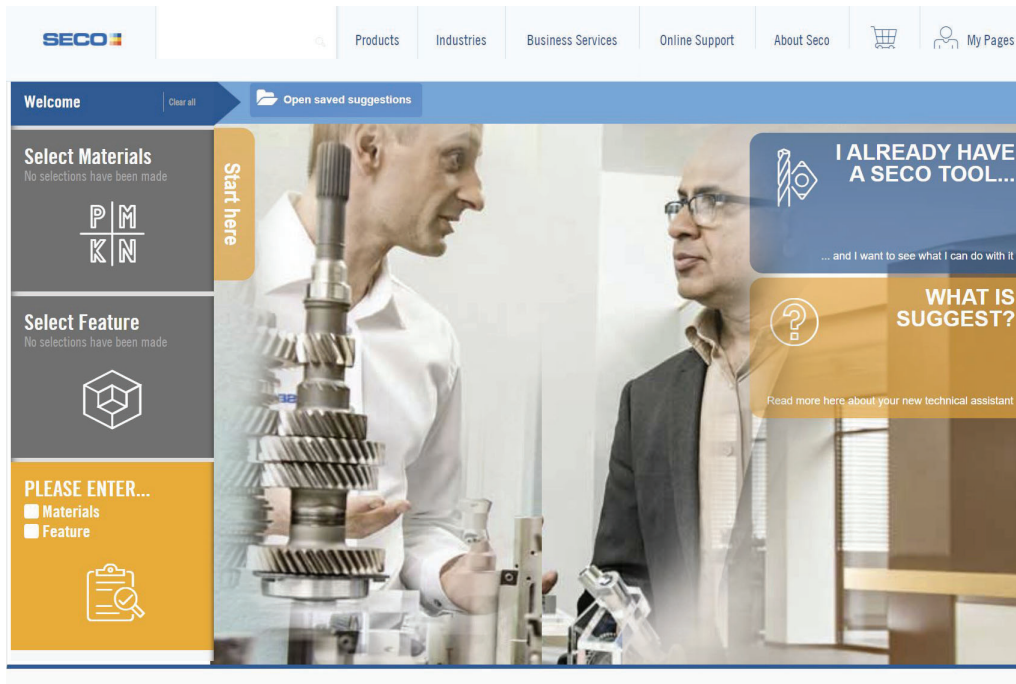 SECO
Products
Industries
Business Services
Online Support
About Seco
My Pages
Welcome
Clear all
Open saved suggestions
Select Materials
No selections have been made
P M
K N
Start here
I ALREADY HAVE
A SECO TOOL...
... and I want to see what I can do with it
WHAT IS
SUGGEST?
Read more here about your new technical assistant
Select Feature
No selections have been made
PLEASE ENTER...
Materials
Feature